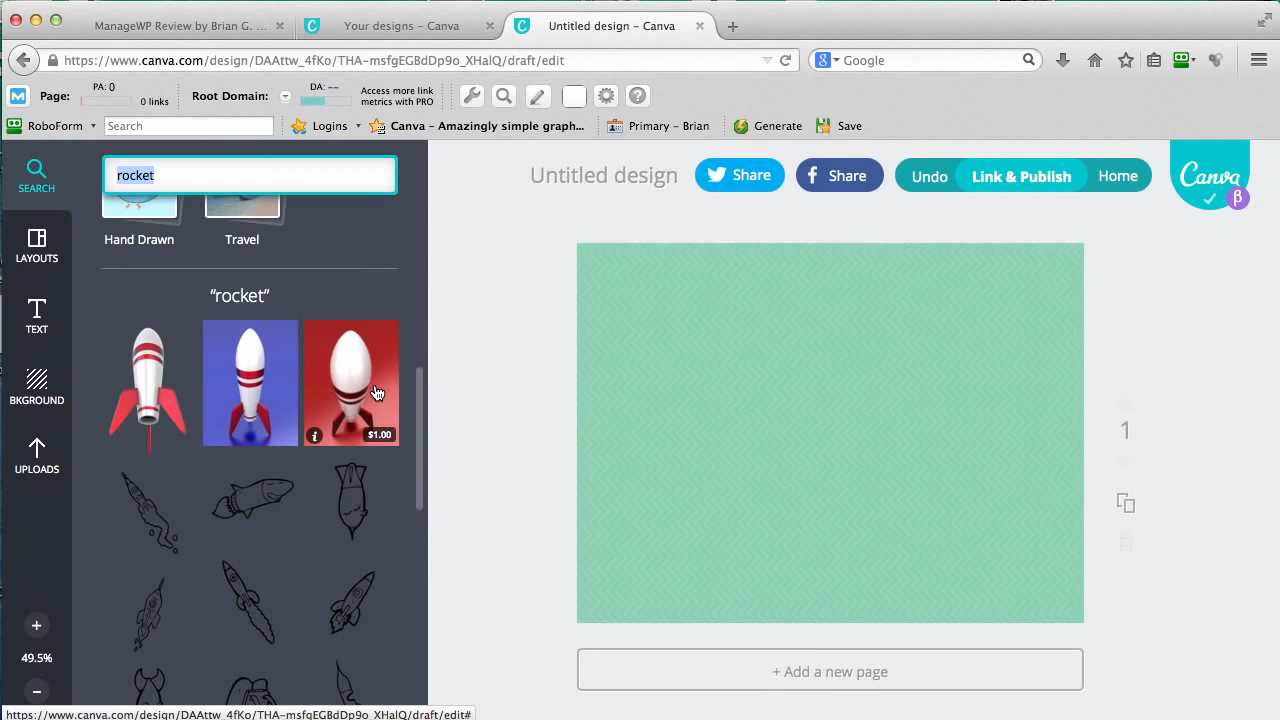 ManageWP Review by Brian G. ...
Your designs – Canva
Untitled design – Canva
https://www.canva.com/design/DAAttw_4fKo/THA-msfgEGBdDp9o_XHalQ/draft/edit
Google
Page:
PA: 0
0 links
Root Domain:
DA: --
Access more link
metrics with PRO
RoboForm
Search
Logins
Canva – Amazingly simple graph...
Primary – Brian
Generate
Save
SEARCH
rocket
Untitled design
Share
Share
Undo
Link & Publish
Home
Canva
β
Hand Drawn
Travel
LAYOUTS
“rocket”
TEXT
BKGROUND
$1.00
UPLOADS
1
49.5%
+ Add a new page
https://www.canva.com/design/DAAttw_4fKo/THA-msfgEGBdDp9o_XHalQ/draft/edit#